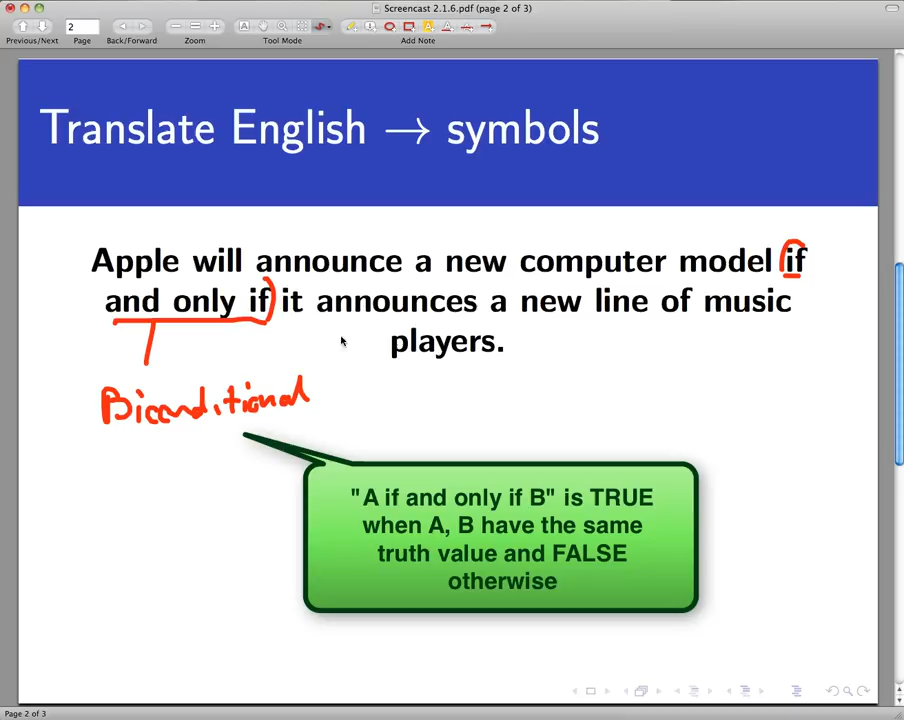 Screencast 2.1.6.pdf (page 2 of 3)
2
Previous/Next Page Back/Forward Zoom Tool Mode Add Note
Translate English → symbols
Apple will announce a new computer model if
and only if it announces a new line of music
players.
Biconditional
"A if and only if B" is TRUE
when A, B have the same
truth value and FALSE
otherwise
Page 2 of 3